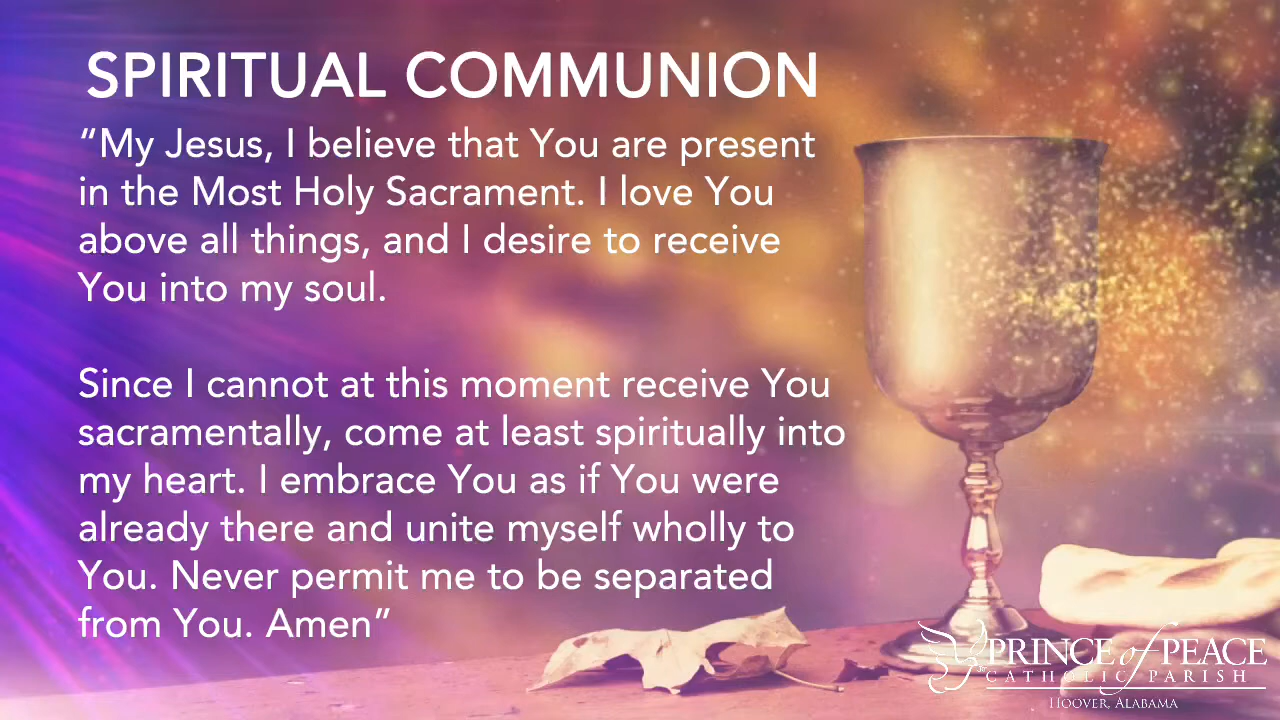 SPIRITUAL COMMUNION
“My Jesus, I believe that You are present
in the Most Holy Sacrament. I love You
above all things, and I desire to receive
You into my soul.
Since I cannot at this moment receive You
sacramentally, come at least spiritually into
my heart. I embrace You as if You were
already there and unite myself wholly to
You. Never permit me to be separated
from You. Amen”
PRINCE of PEACE
CATHOLIC PARISH
HOOVER, ALABAMA